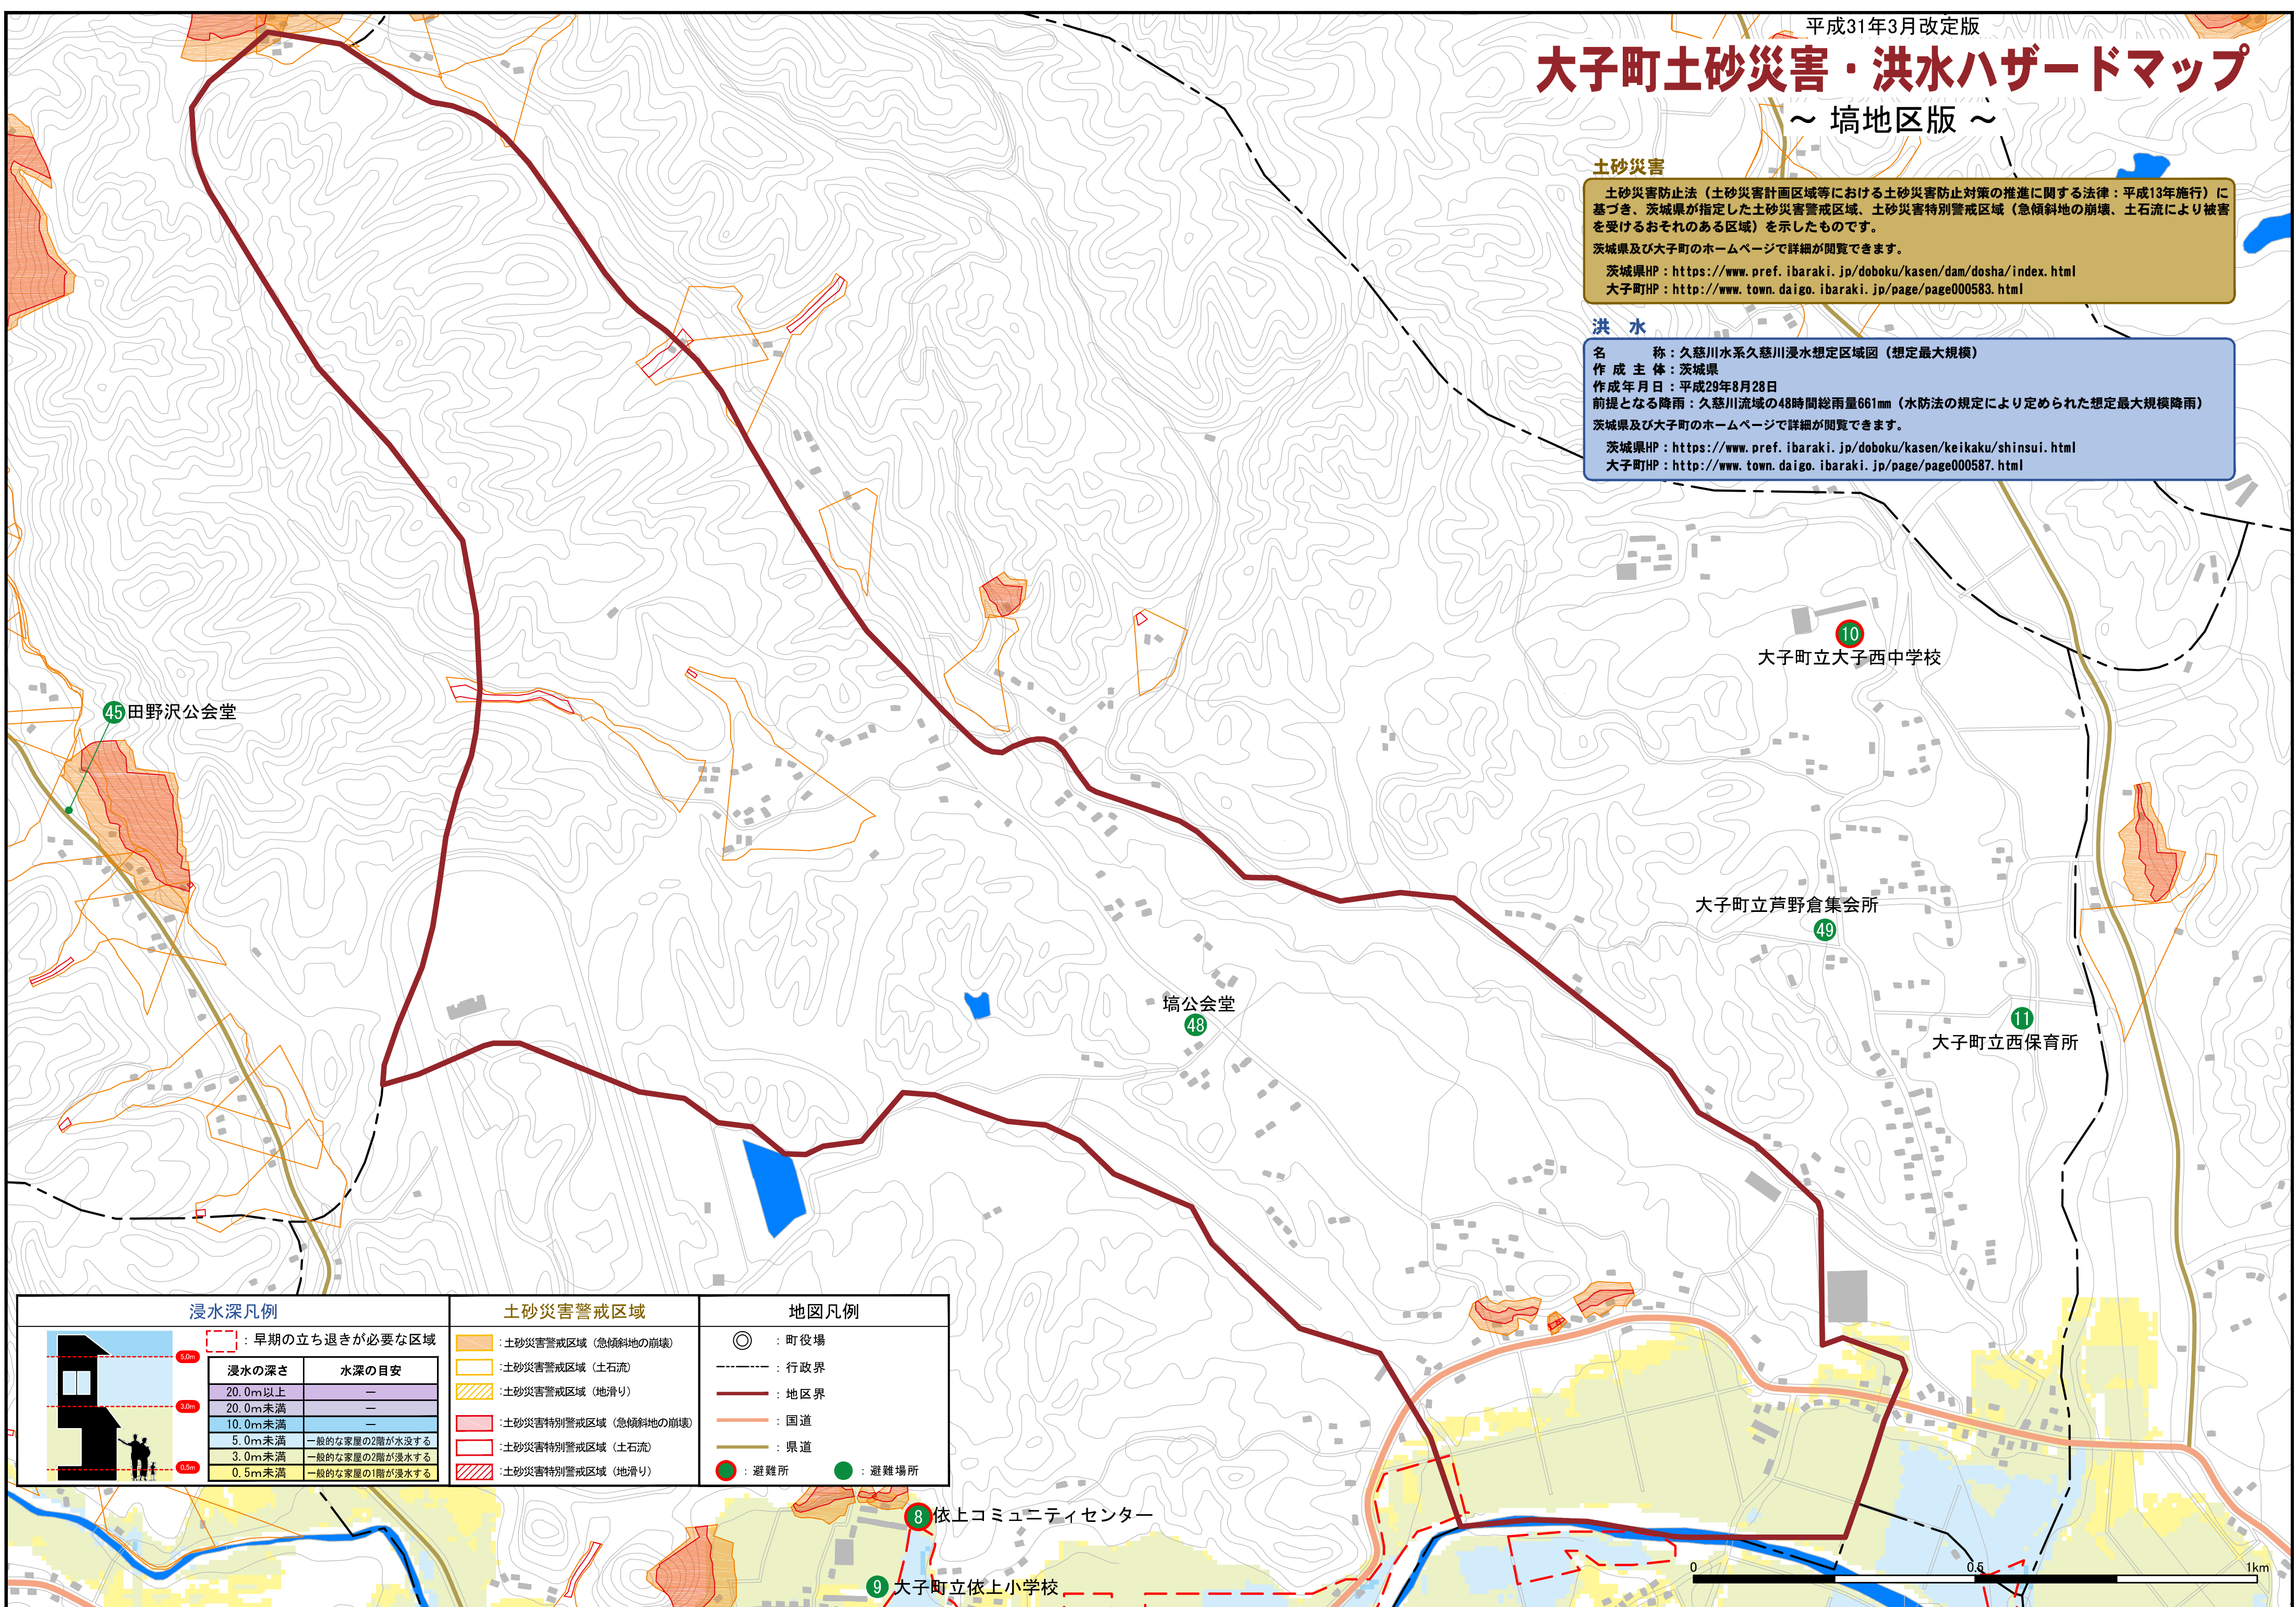 平成31年3月改定版
大子町土砂災害・洪水ハザードマップ
～ 塙地区版 ～
土砂災害
土砂災害防止法（土砂災害計画区域等における土砂災害防止対策の推進に関する法律：平成13年施行）に
基づき、茨城県が指定した土砂災害警戒区域、土砂災害特別警戒区域（急傾斜地の崩壊、土石流により被害
を受けるおそれのある区域）を示したものです。
茨城県及び大子町のホームページで詳細が閲覧できます。
茨城県HP：https://www.pref.ibaraki.jp/doboku/kasen/dam/dosha/index.html
大子町HP：http://www.town.daigo.ibaraki.jp/page/page000583.html
洪　水
名　　　称：久慈川水系久慈川浸水想定区域図（想定最大規模）
作 成 主 体：茨城県
作成年月日：平成29年8月28日
前提となる降雨：久慈川流域の48時間総雨量661mm（水防法の規定により定められた想定最大規模降雨）
茨城県及び大子町のホームページで詳細が閲覧できます。
茨城県HP：https://www.pref.ibaraki.jp/doboku/kasen/keikaku/shinsui.html
大子町HP：http://www.town.daigo.ibaraki.jp/page/page000587.html
10
大子町立大子西中学校
45 田野沢公会堂
大子町立芦野倉集会所
49
塙公会堂
48
11
大子町立西保育所
浸水深凡例
：早期の立ち退きが必要な区域
5.0m
3.0m
0.5m
浸水の深さ 水深の目安
20.0m以上 －
20.0m未満 －
10.0m未満 －
5.0m未満 一般的な家屋の2階が水没する
3.0m未満 一般的な家屋の2階が浸水する
0.5m未満 一般的な家屋の1階が浸水する
土砂災害警戒区域
：土砂災害警戒区域（急傾斜地の崩壊）
：土砂災害警戒区域（土石流）
：土砂災害警戒区域（地滑り）
：土砂災害特別警戒区域（急傾斜地の崩壊）
：土砂災害特別警戒区域（土石流）
：土砂災害特別警戒区域（地滑り）
地図凡例
：町役場
：行政界
：地区界
：国道
：県道
：避難所 ：避難場所
8 依上コミュニティセンター
9 大子町立依上小学校
0 0.5 1km